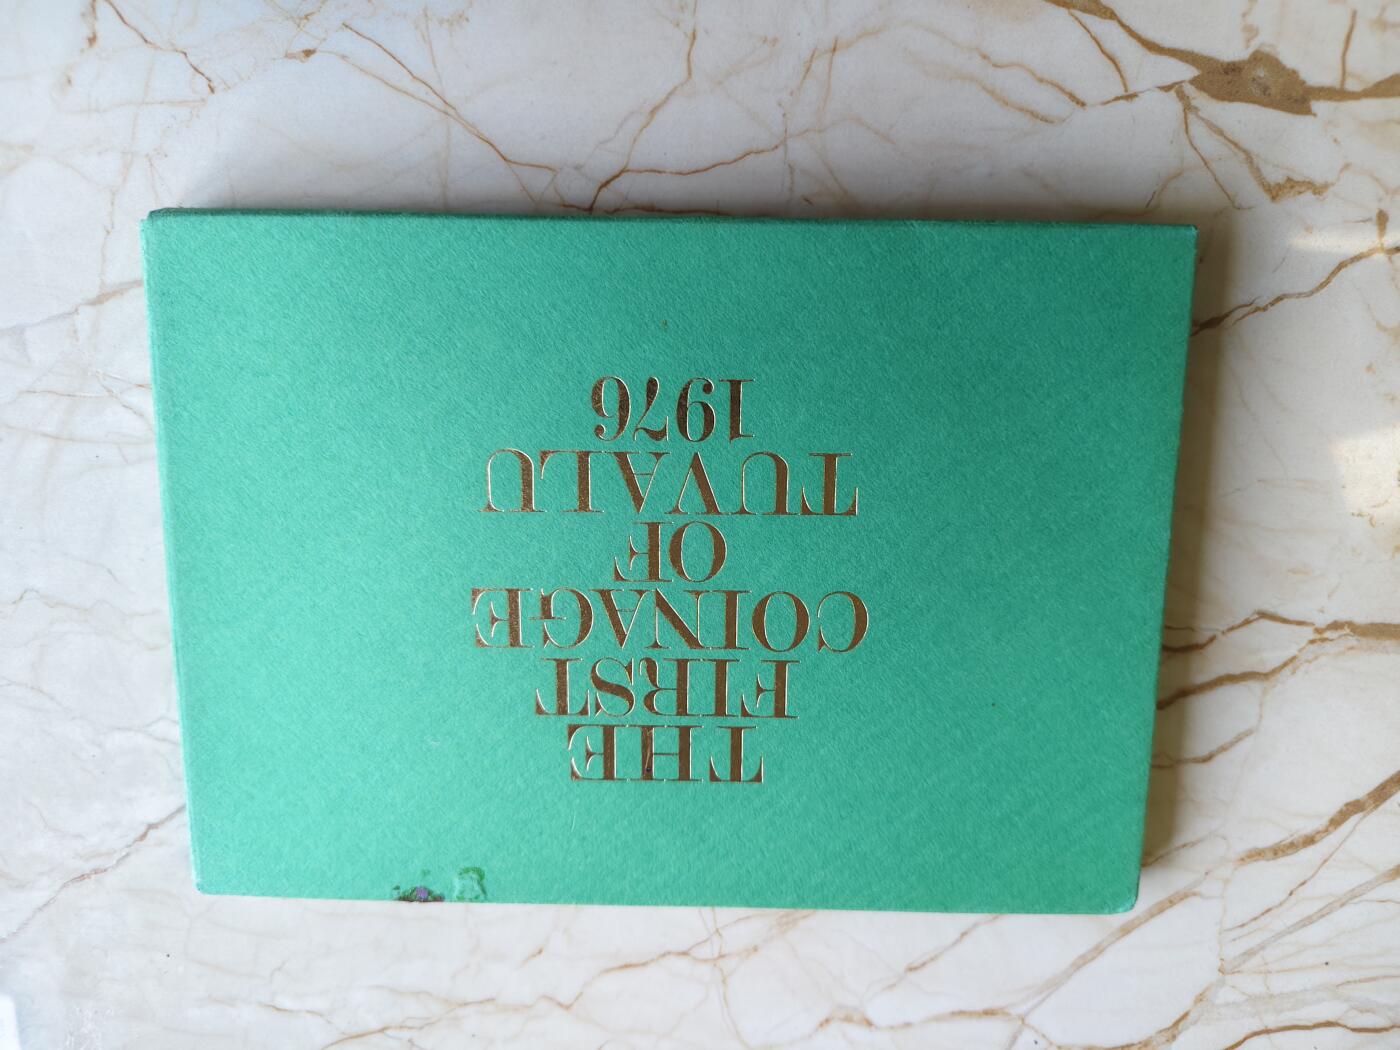 THE
FIRST
COINAGE
OF
TUVALU
1976